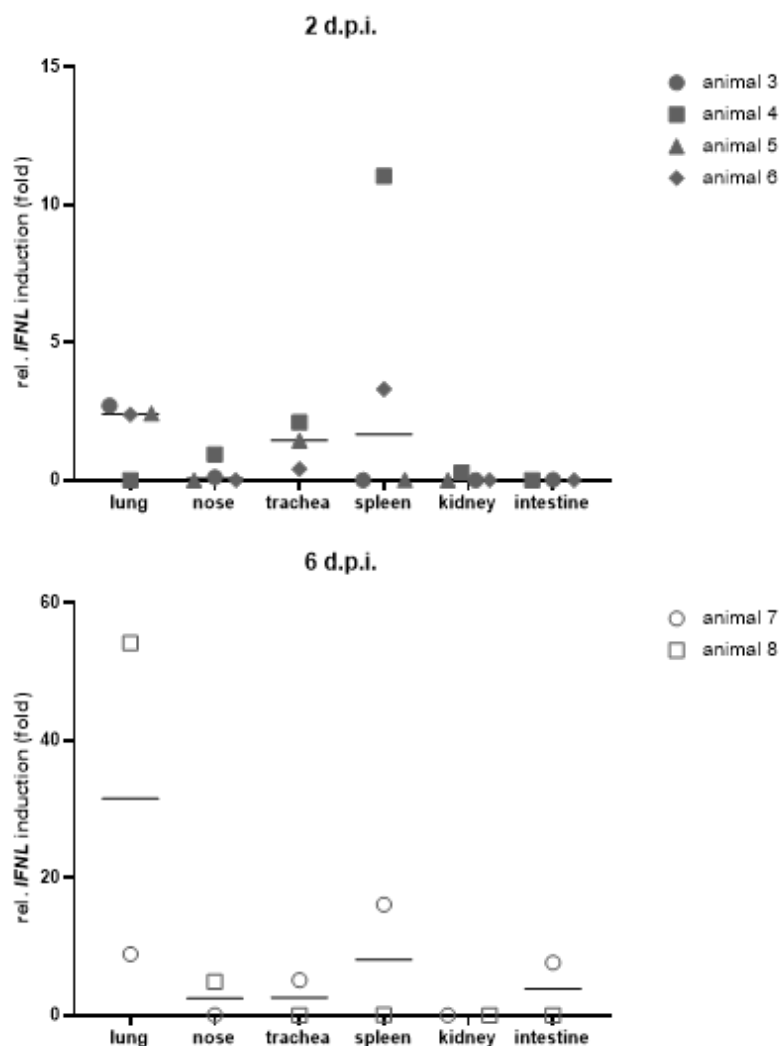 2 d.p.i.
15
10
5
0
rel. IFNL induction (fold)
lung nose trachea spleen kidney intestine
animal 3
animal 4
animal 5
animal 6
6 d.p.i.
60
40
20
0
rel. IFNL induction (fold)
lung nose trachea spleen kidney intestine
animal 7
animal 8